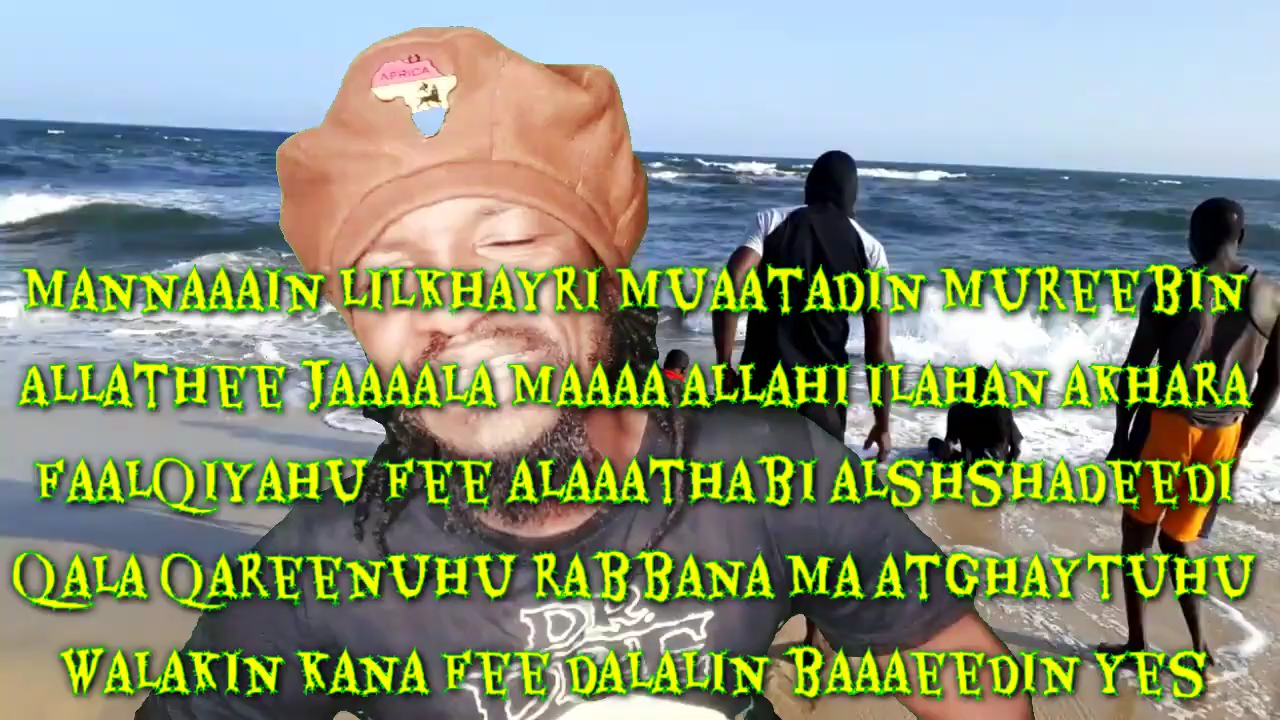 AFRICA
MANNAAAIN LILKHAYRI MUAATADIN MUREEBIN
ALLATHEE JAAAALA MAAAA ALLAHI ILAHAN AKHARA
FAALQIYAHU FEE ALAAATHABI ALSHSHADEEDI
QALA QAREENUHU RABBANA MA ATGHAYTUHU
WALAKIN KANA FEE DALALIN BAAAEEDIN YES